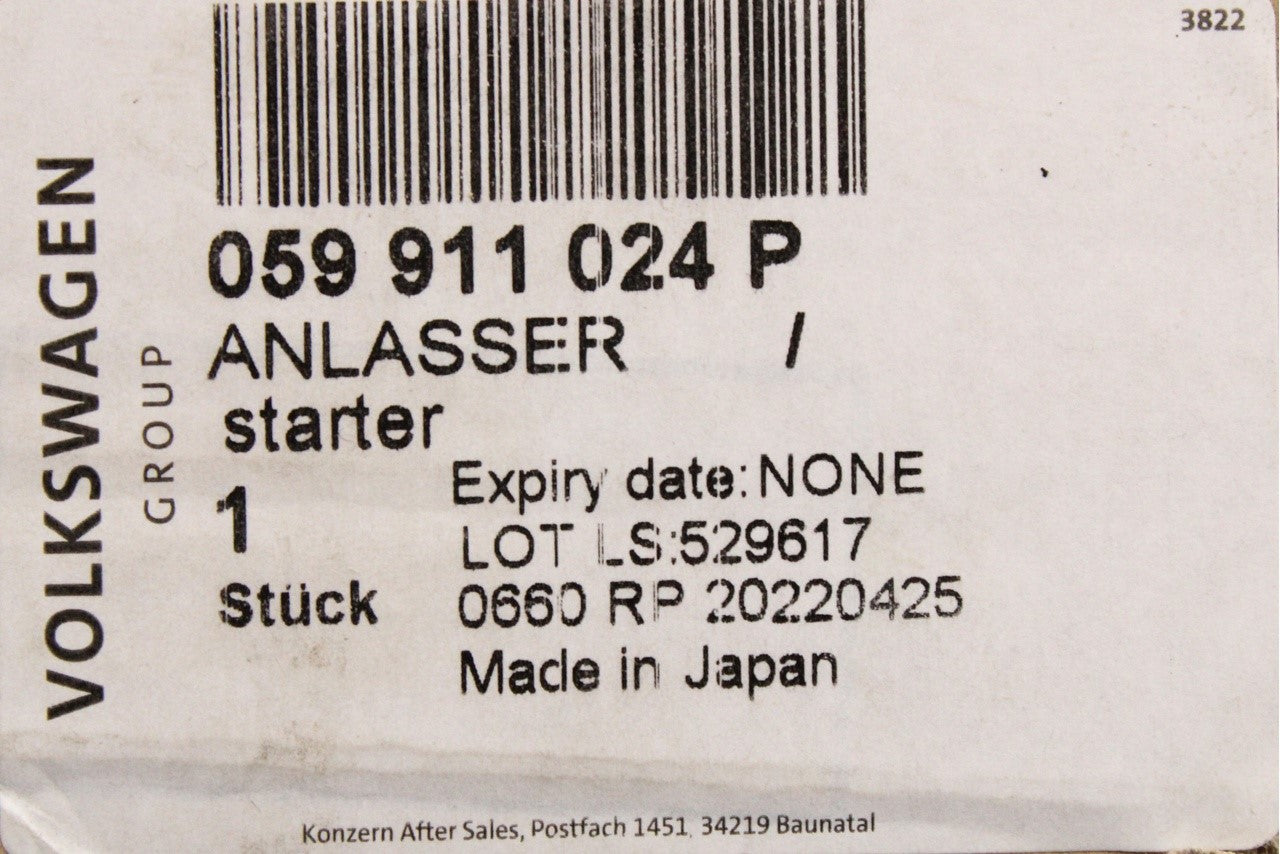 3822
VOLKSWAGEN
GROUP
059 911 024 P
ANLASSER /
starter
1
Stück
Expiry date:NONE
LOT LS:529617
0660 RP 20220425
Made in Japan
Konzern After Sales, Postfach 1451, 34219 Baunatal